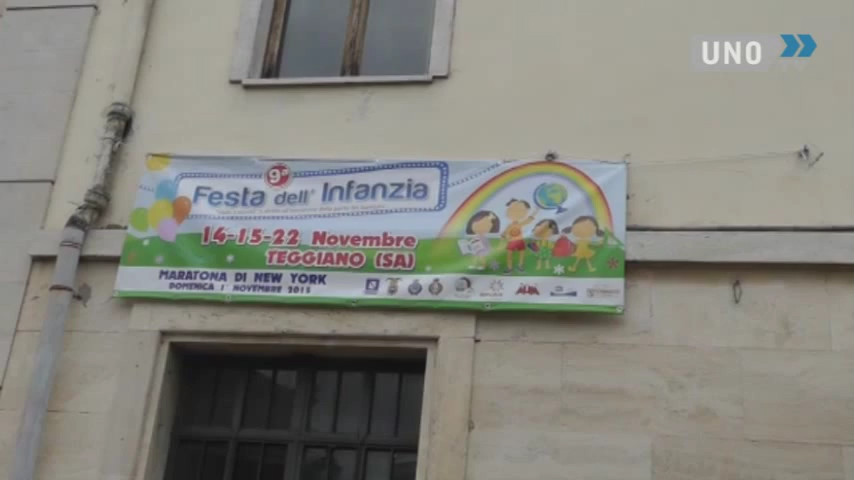 UNO
9ª
Festa dell' Infanzia
14-15-22 Novembre
TEGGIANO (SA)
MARATONA DI NEW YORK
DOMENICA 1° NOVEMBRE 2015